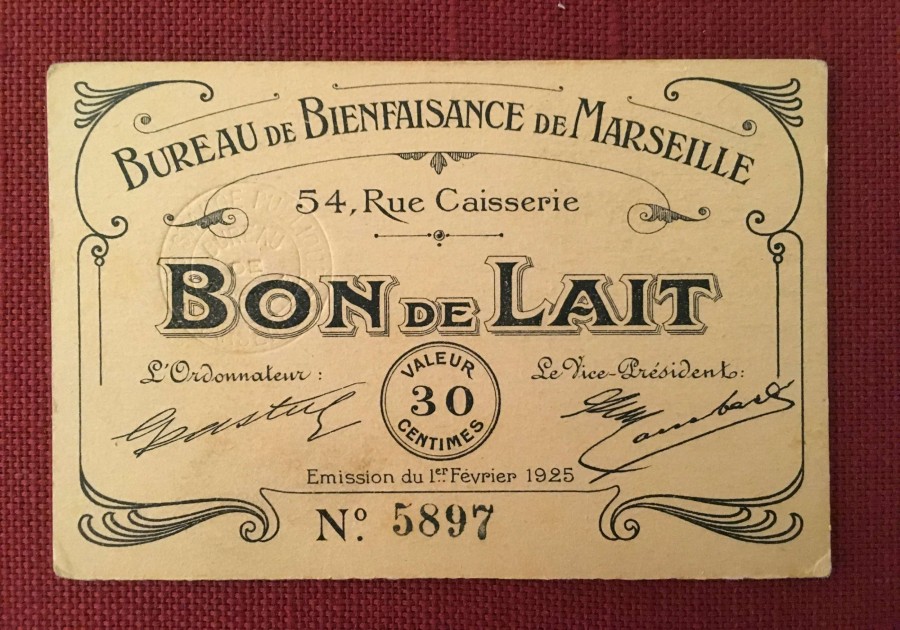 BUREAU DE BIENFAISANCE DE MARSEILLE
54, Rue Caisserie
BON DE LAIT
L'Ordonnateur :
Le Vice-Président:
VALEUR
30
CENTIMES
Emission du 1er Février 1925
No. 5897